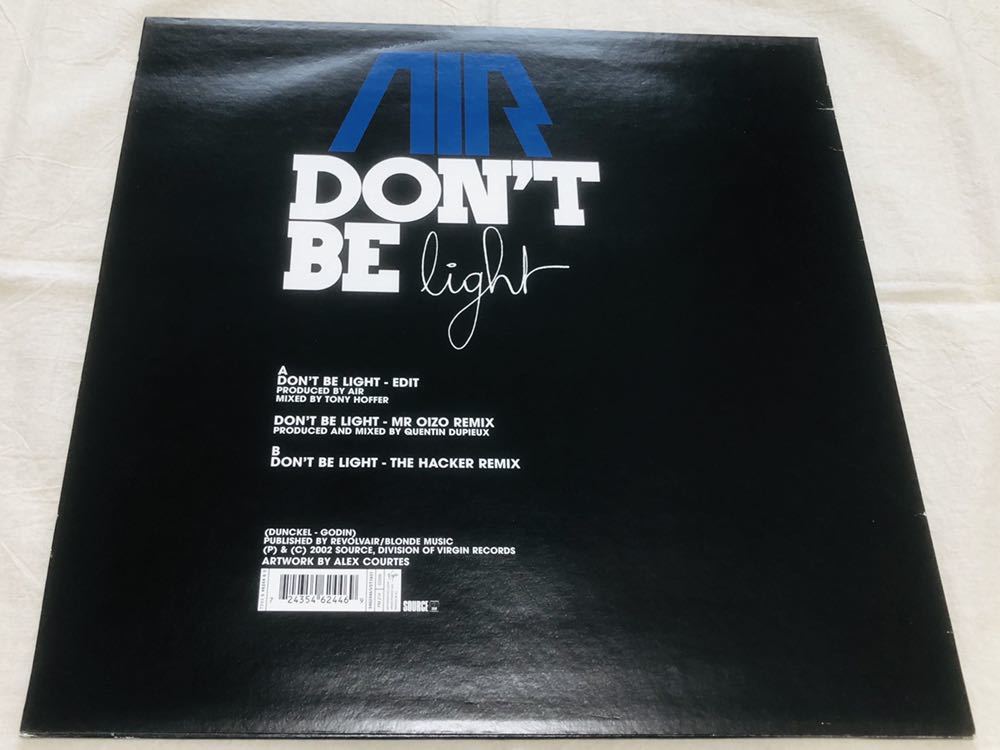 AIR
DON'T
BE light
A
DON'T BE LIGHT - EDIT
PRODUCED BY AIR
MIXED BY TONY HOFFER
DON'T BE LIGHT - MR OIZO REMIX
PRODUCED AND MIXED BY QUENTIN DUPIEUX
B
DON'T BE LIGHT - THE HACKER REMIX
(DUNCKEL - GODIN)
PUBLISHED BY REVOLVAIR/BLONDE MUSIC
(P) & (C) 2002 SOURCE, DIVISION OF VIRGIN RECORDS
ARTWORK BY ALEX COURTES
7 24354 62446 9
SOURCE